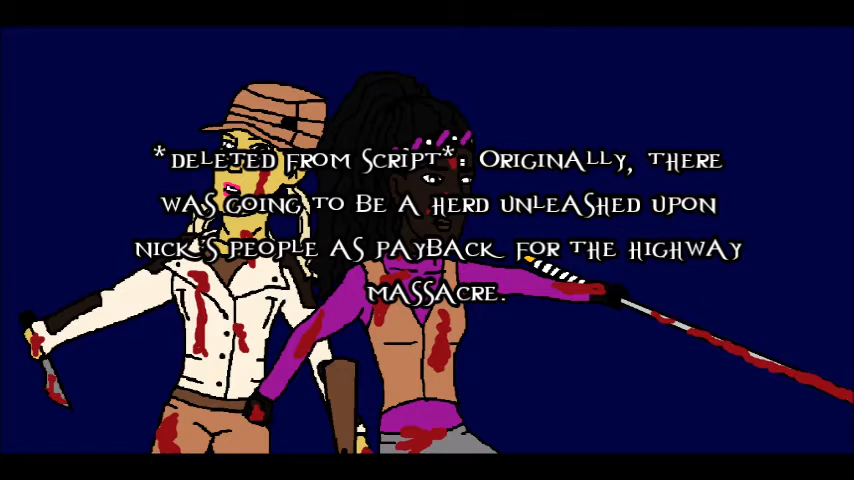 *DELETED FROM SCRIPT*: ORIGINALLY, THERE
WAS GOING TO BE A HERD UNLEASHED UPON
NICK'S PEOPLE AS PAYBACK FOR THE HIGHWAY
MASSACRE.